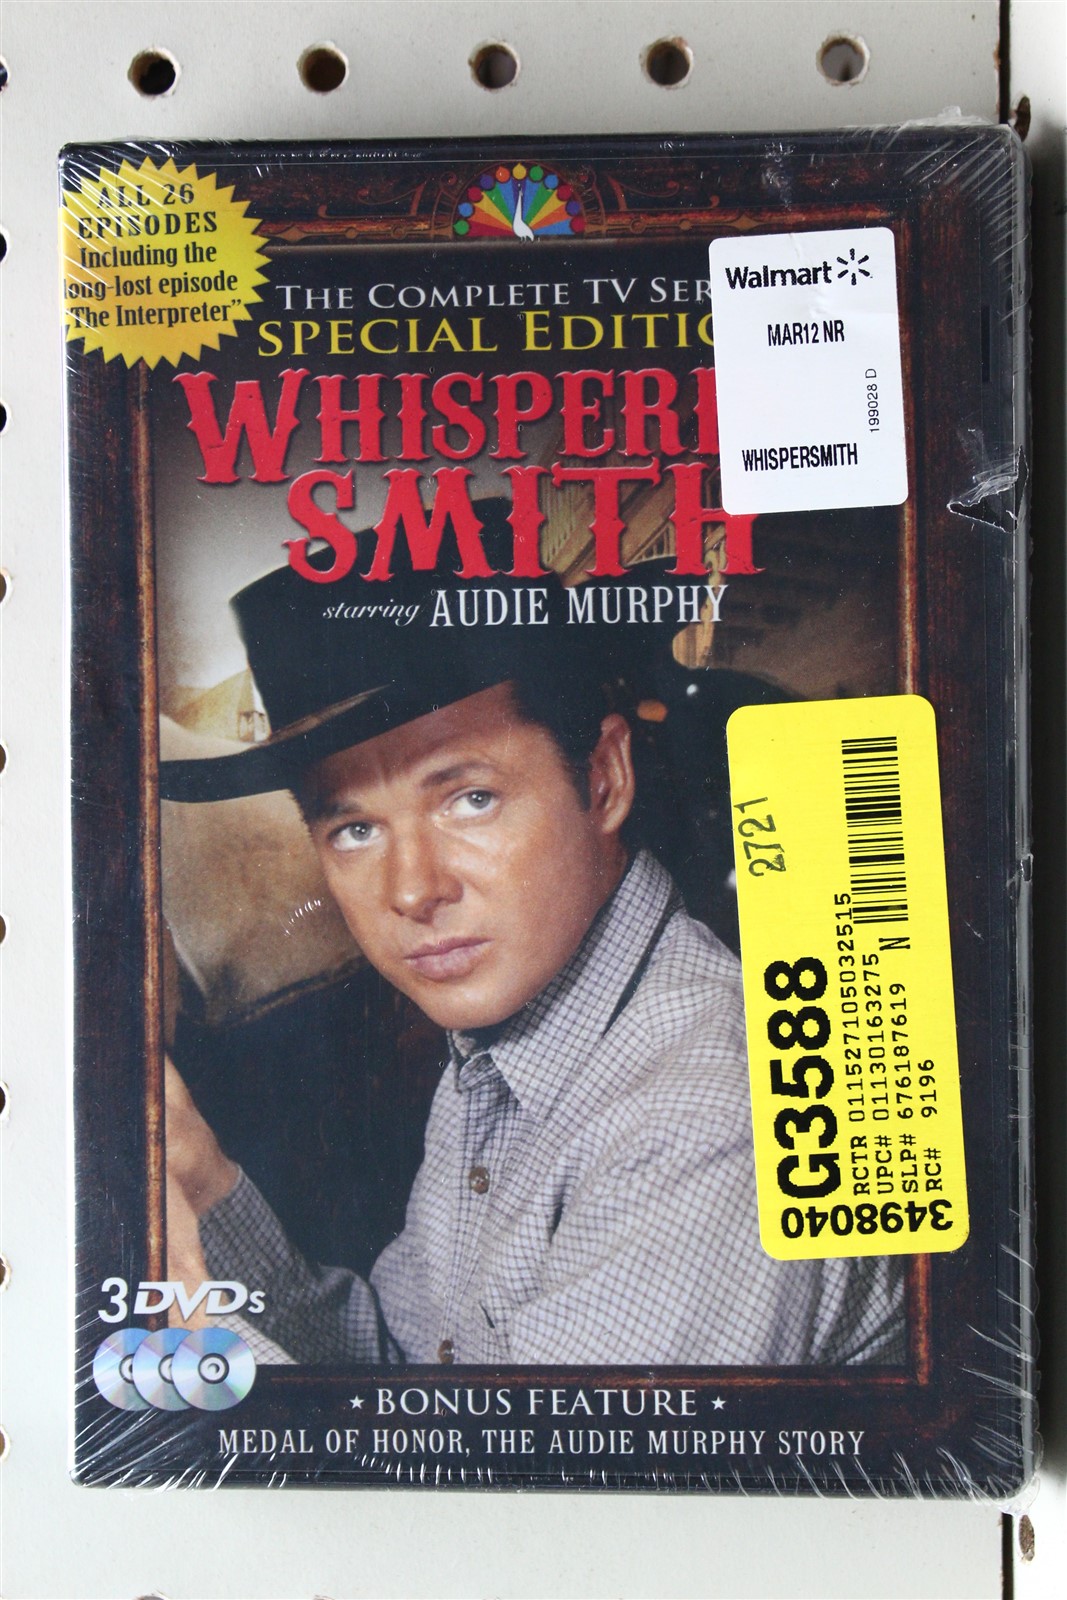 ALL 26
EPISODES
Including the
long-lost episode
"The Interpreter"
THE COMPLETE TV SER
SPECIAL EDITIO
WHISPER
SMITH
starring AUDIE MURPHY
Walmart
MAR12 NR
199028 D
WHISPERSMITH
2721
G3588
RCTR 011527105032515
UPC# 01130163275
N
SLP# 676187619
RC# 9196
3498040
3 DVDs
★ BONUS FEATURE ★
MEDAL OF HONOR, THE AUDIE MURPHY STORY